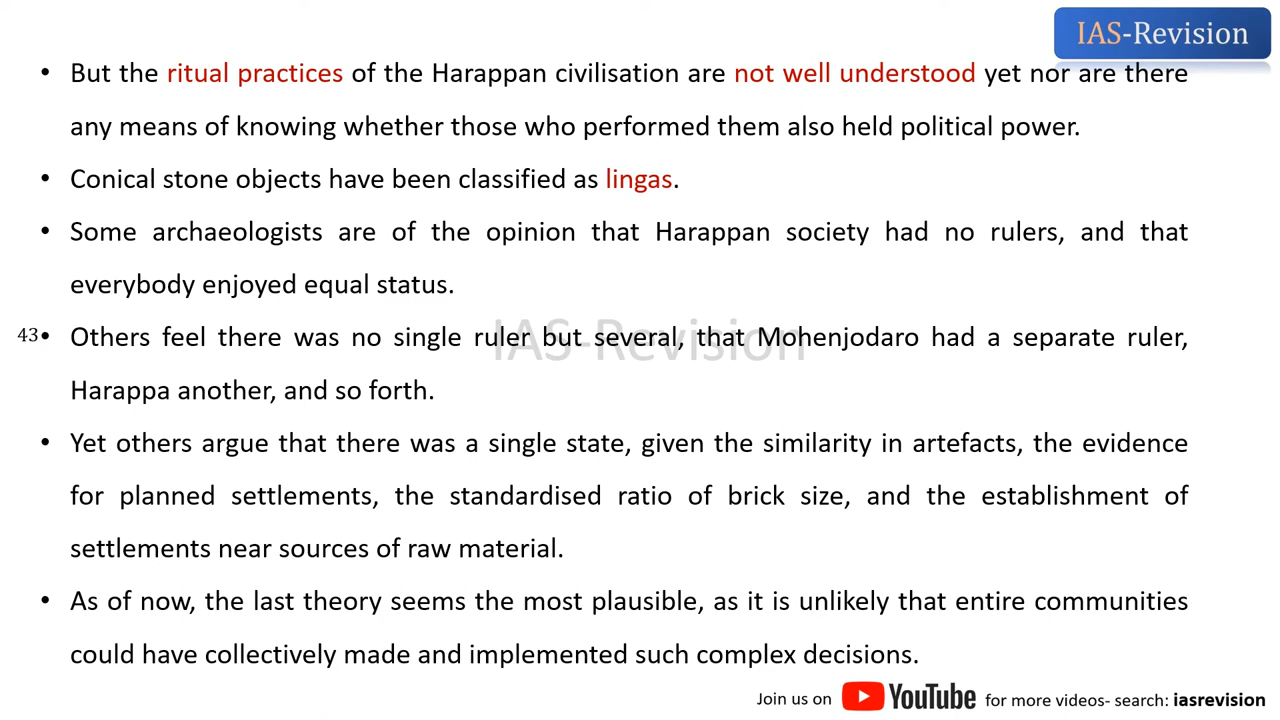 IAS-Revision
• But the ritual practices of the Harappan civilisation are not well understood yet nor are there
any means of knowing whether those who performed them also held political power.
• Conical stone objects have been classified as lingas.
• Some archaeologists are of the opinion that Harappan society had no rulers, and that
everybody enjoyed equal status.
43• Others feel there was no single ruler but several, that Mohenjodaro had a separate ruler,
IAS-Revision
Harappa another, and so forth.
• Yet others argue that there was a single state, given the similarity in artefacts, the evidence
for planned settlements, the standardised ratio of brick size, and the establishment of
settlements near sources of raw material.
• As of now, the last theory seems the most plausible, as it is unlikely that entire communities
could have collectively made and implemented such complex decisions.
Join us on YouTube for more videos- search: iasrevision